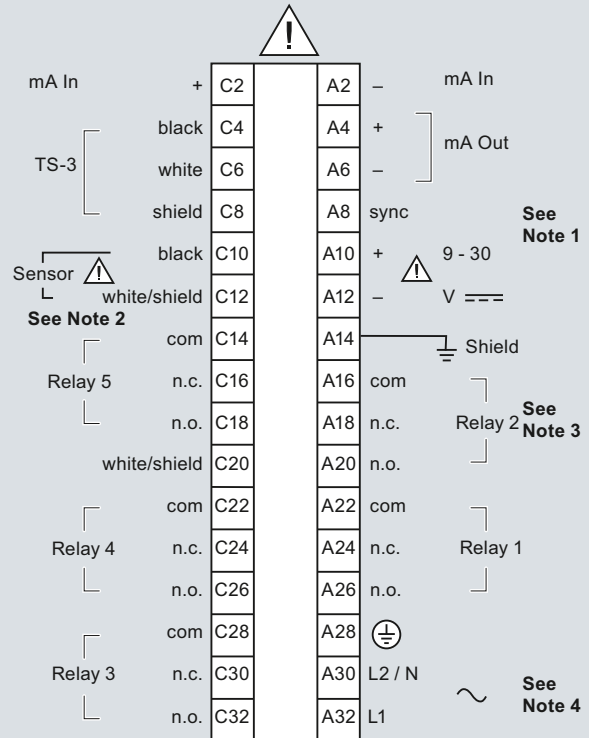 mA In + C2 A2 – mA In
black C4 A4 + mA Out
TS-3 white C6 A6 –
shield C8 A8 sync See Note 1
black C10 A10 + 9 - 30
Sensor white/shield C12 A12 – V
See Note 2
com C14 A14 Shield
Relay 5 n.c. C16 A16 com
n.o. C18 A18 n.c. Relay 2 See Note 3
white/shield C20 A20 n.o.
com C22 A22 com
Relay 4 n.c. C24 A24 n.c. Relay 1
n.o. C26 A26 n.o.
com C28 A28
Relay 3 n.c. C30 A30 L2 / N
n.o. C32 A32 L1 See Note 4